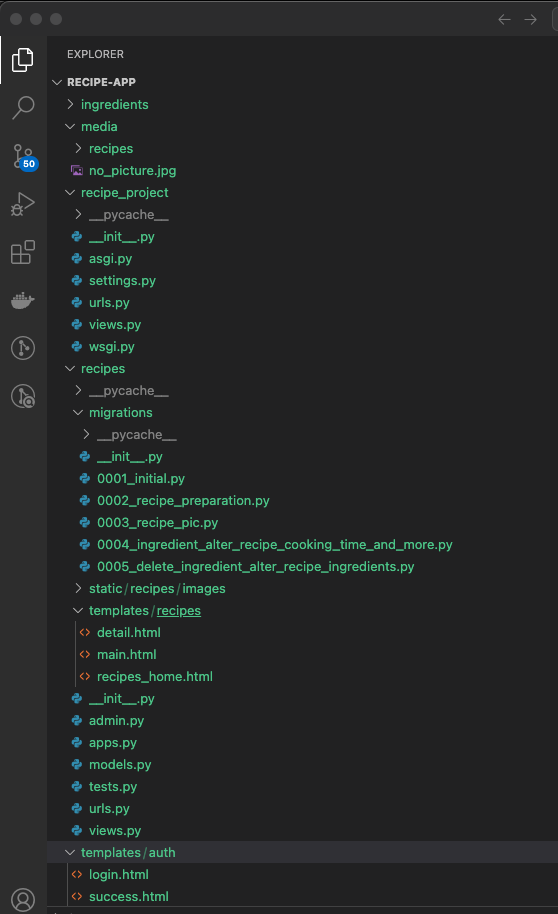 EXPLORER
RECIPE-APP
ingredients
media
recipes
no_picture.jpg
recipe_project
__pycache__
__init__.py
asgi.py
settings.py
urls.py
views.py
wsgi.py
recipes
__pycache__
migrations
__pycache__
__init__.py
0001_initial.py
0002_recipe_preparation.py
0003_recipe_pic.py
0004_ingredient_alter_recipe_cooking_time_and_more.py
0005_delete_ingredient_alter_recipe_ingredients.py
static/recipes/images
templates/recipes
detail.html
main.html
recipes_home.html
__init__.py
admin.py
apps.py
models.py
tests.py
urls.py
views.py
templates/auth
login.html
success.html
50